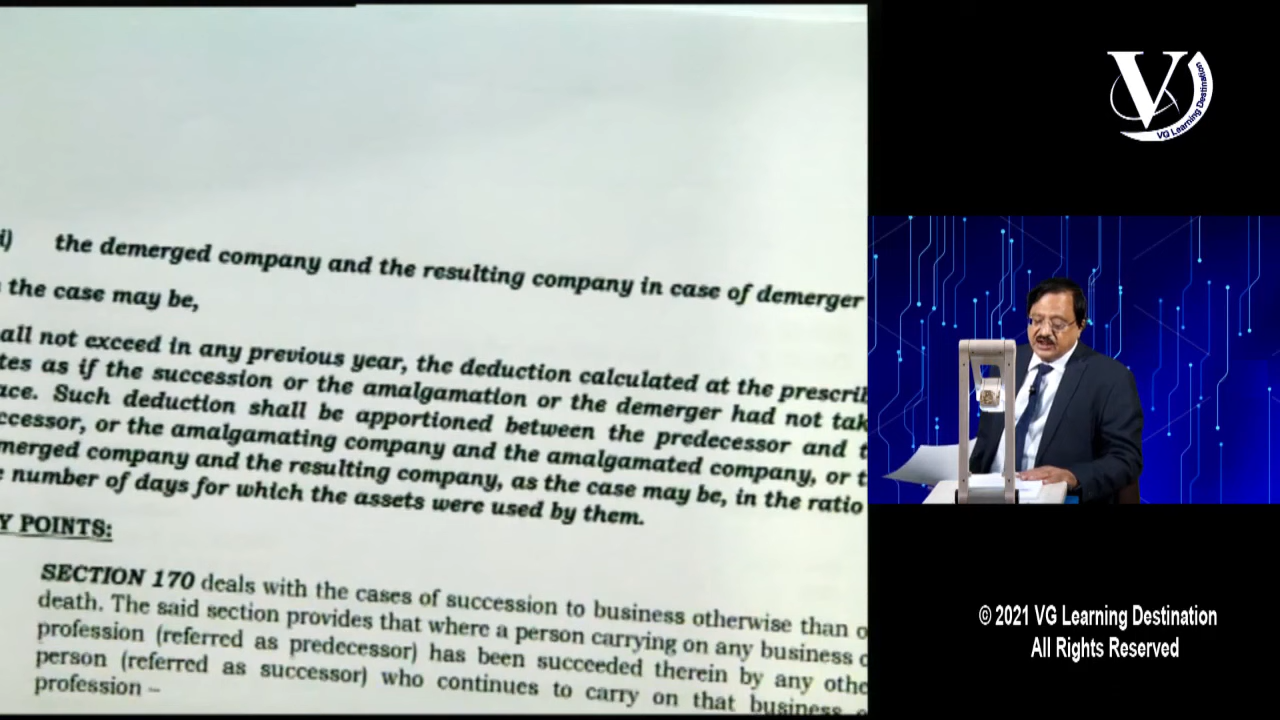 i) the demerged company and the resulting company in case of demerger
the case may be,
all not exceed in any previous year, the deduction calculated at the prescrib
tes as if the succession or the amalgamation or the demerger had not tak
ace. Such deduction shall be apportioned between the predecessor and t
ccessor, or the amalgamating company and the amalgamated company, or t
merged company and the resulting company, as the case may be, in the ratio
e number of days for which the assets were used by them.
Y POINTS:
SECTION 170 deals with the cases of succession to business otherwise than o
death. The said section provides that where a person carrying on any business o
profession (referred as predecessor) has been succeeded therein by any othe
person (referred as successor) who continues to carry on that business o
profession –
V
VG Learning Destination
© 2021 VG Learning Destination
All Rights Reserved